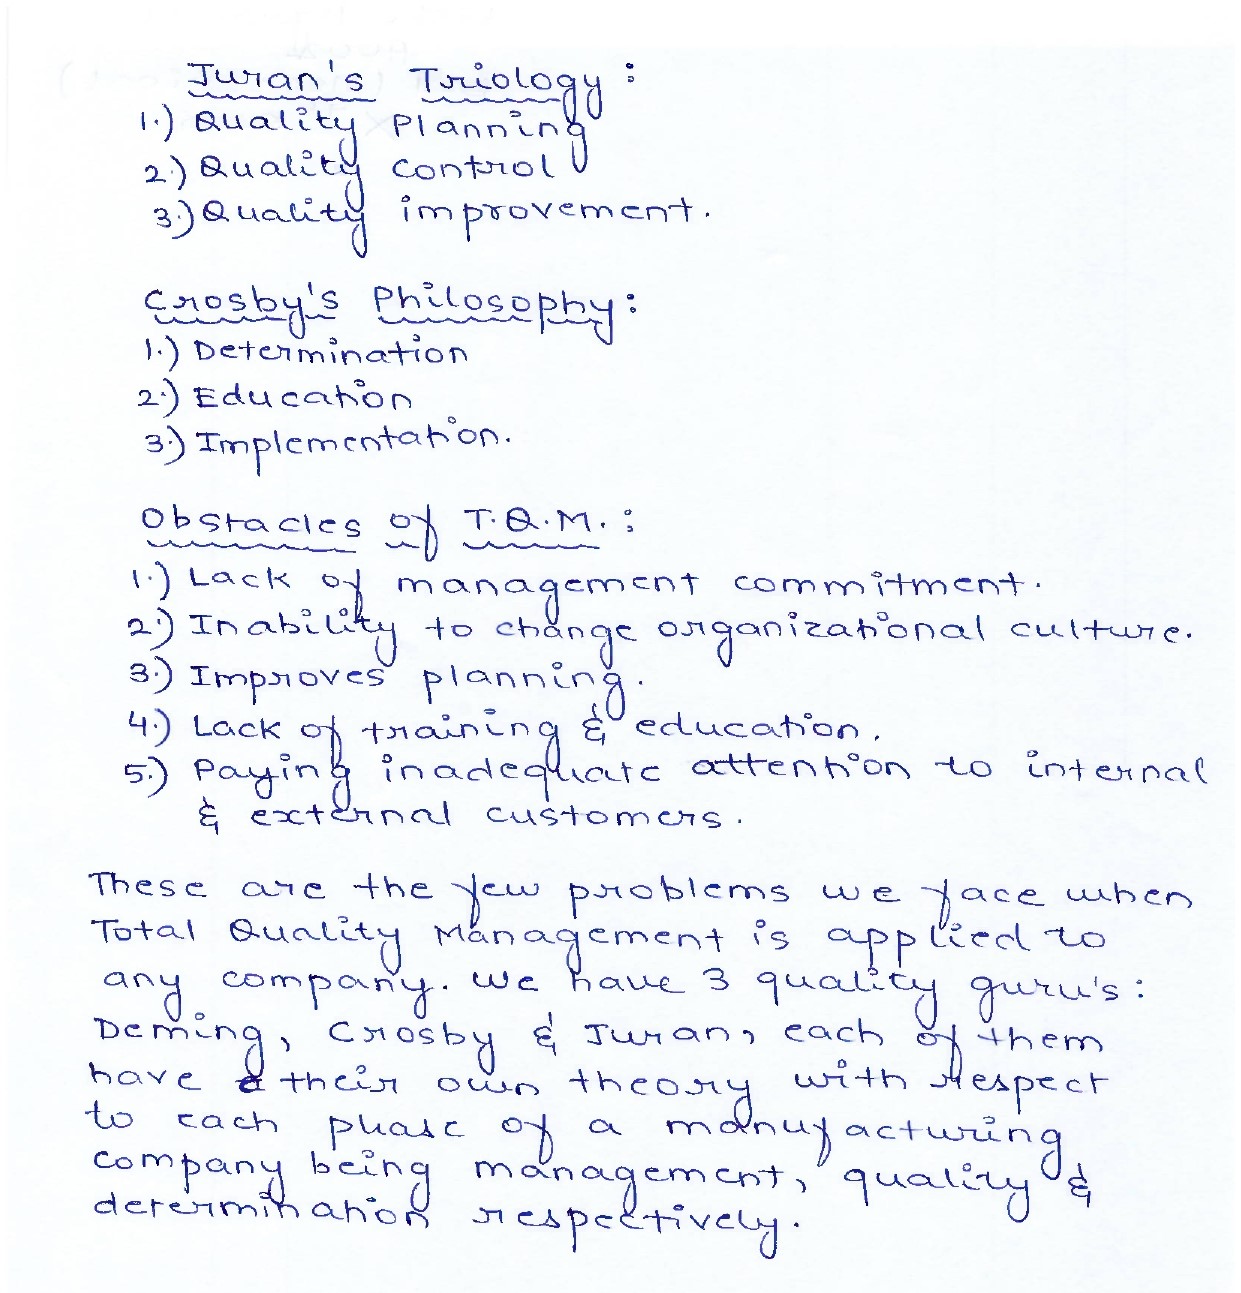 Juran's Triology:
1.) Quality Planning
2.) Quality control
3.) Quality improvement.
Crosby's Philosophy:
1.) Determination
2.) Education
3.) Implementation.
Obstacles of T.Q.M.:
1.) Lack of management commitment.
2.) Inability to change organizational culture.
3.) Improves planning.
4.) Lack of training & education.
5.) Paying inadequate attention to internal
& external customers.
These are the few problems we face when
Total Quality Management is applied to
any company. We have 3 quality guru's:
Deming, Crosby & Juran, each of them
have their own theory with respect
to each phase of a manufacturing
company being management, quality &
determination respectively.